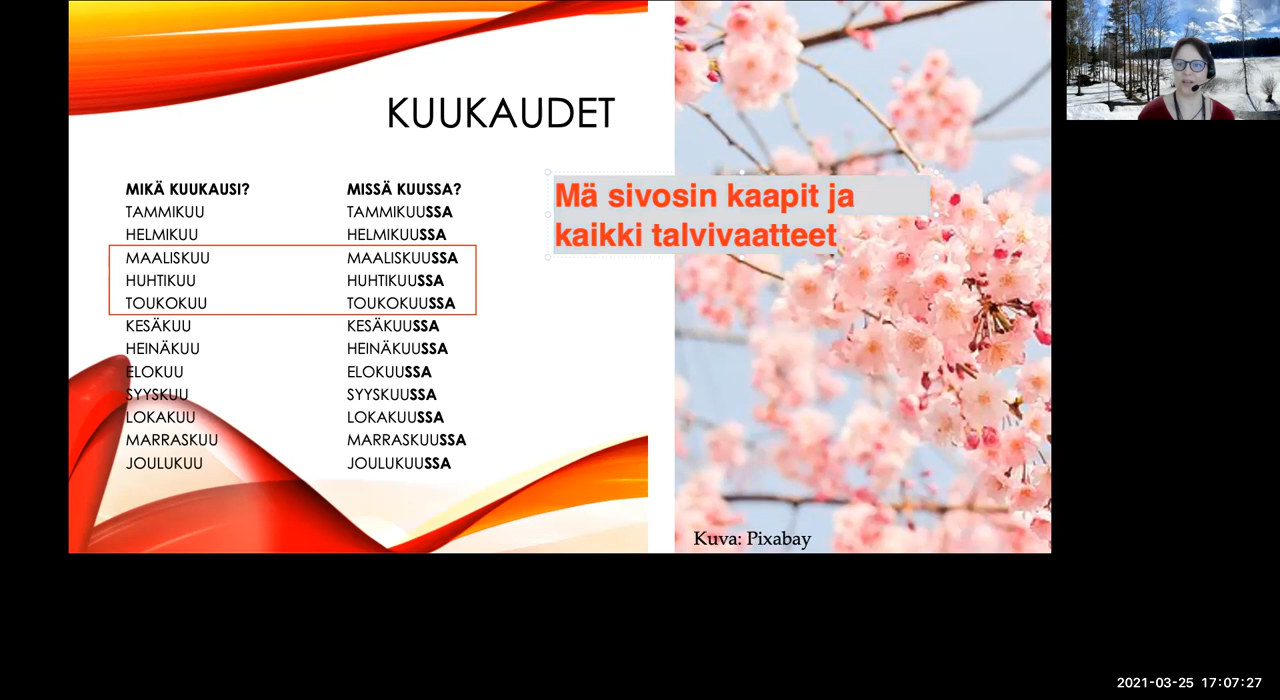 KUUKAUDET
MIKÄ KUUKAUSI? MISSÄ KUUSSA?
TAMMIKUU TAMMIKUUSSA
HELMIKUU HELMIKUUSSA
MAALISKUU MAALISKUUSSA
HUHTIKUU HUHTIKUUSSA
TOUKOKUU TOUKOKUUSSA
KESÄKUU KESÄKUUSSA
HEINÄKUU HEINÄKUUSSA
ELOKUU ELOKUUSSA
SYYSKUU SYYSKUUSSA
LOKAKUU LOKAKUUSSA
MARRASKUU MARRASKUUSSA
JOULUKUU JOULUKUUSSA
Mä sivosin kaapit ja
kaikki talvivaatteet
Kuva: Pixabay
2021-03-25 17:07:27